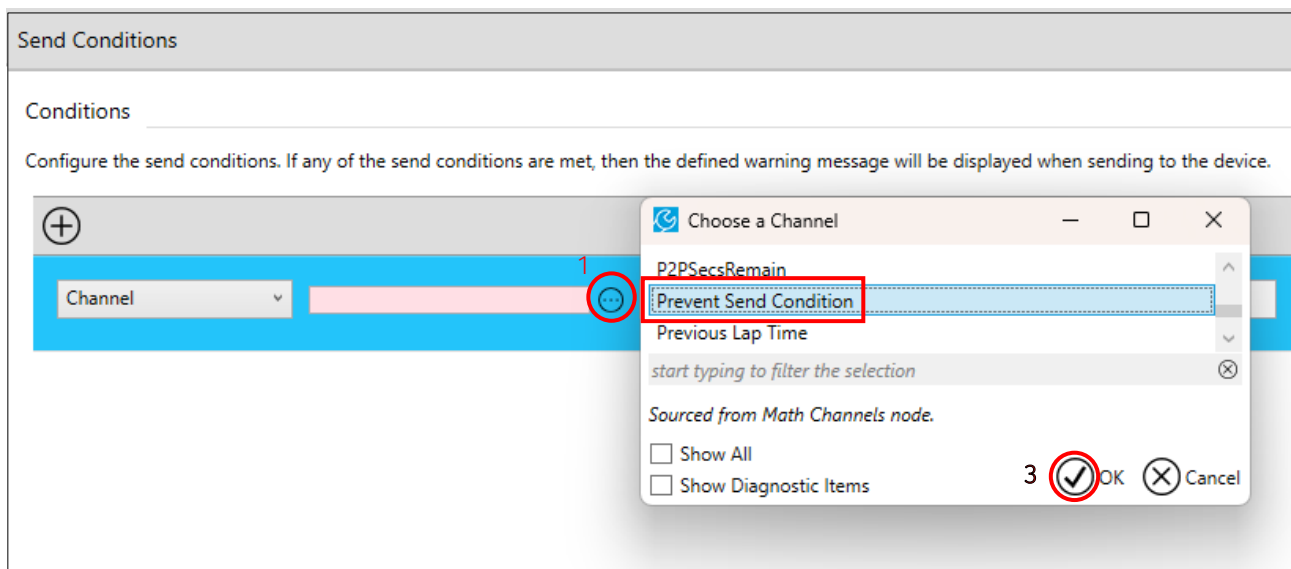 Send Conditions
Conditions
Configure the send conditions. If any of the send conditions are met, then the defined warning message will be displayed when sending to the device.
Choose a Channel
P2PSecsRemain
1
Channel
Prevent Send Condition
Previous Lap Time
start typing to filter the selection
Sourced from Math Channels node.
Show All
Show Diagnostic Items
3
OK
Cancel